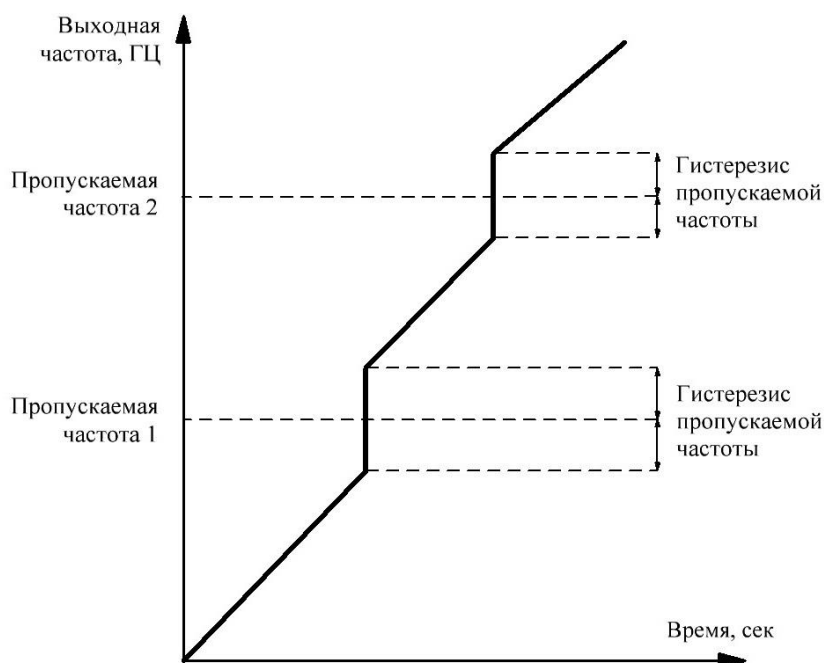 Выходная
частота, ГЦ
Пропускаемая
частота 2
Гистерезис
пропускаемой
частоты
Пропускаемая
частота 1
Гистерезис
пропускаемой
частоты
Время, сек